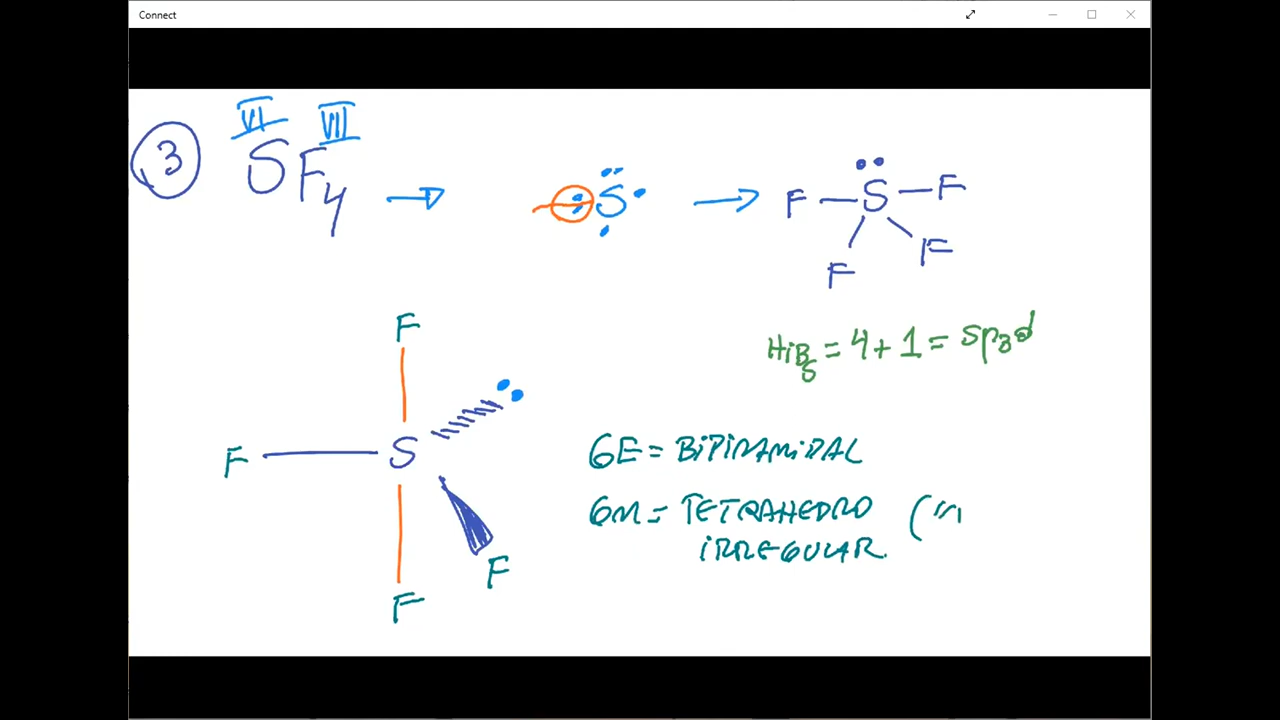 Connect
3
VI VII
SF4 → S → F S F
F F
F
HiB = 4 + 1 = sp3d
F S
F
F
GE = BiPiRAMiDAL
GM = TETRAHEDRO (
iRREGULAR.